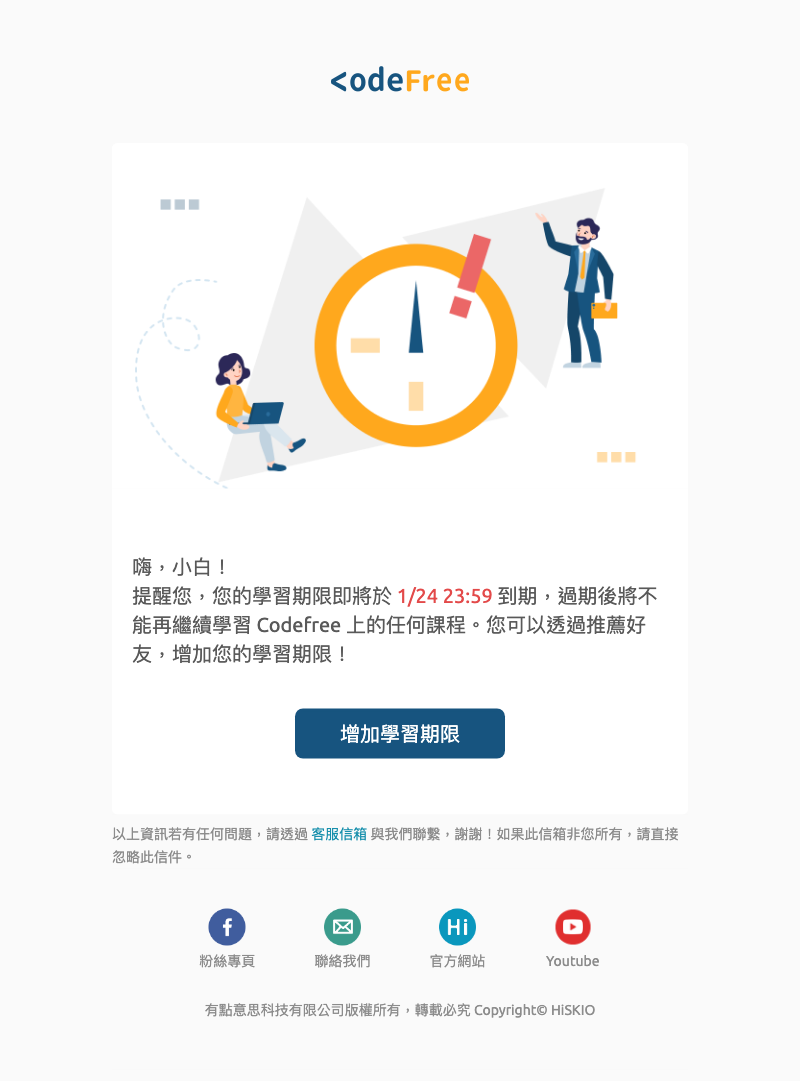 <odeFree
嗨，小白！
提醒您，您的學習期限即將於 1/24 23:59 到期，過期後將不
能再繼續學習 Codefree 上的任何課程。您可以透過推薦好
友，增加您的學習期限！
增加學習期限
以上資訊若有任何問題，請透過 客服信箱 與我們聯繫，謝謝！如果此信箱非您所有，請直接
忽略此信件。
Hi
粉絲專頁 聯絡我們 官方網站 Youtube
有點意思科技有限公司版權所有，轉載必究 Copyright© HiSKIO